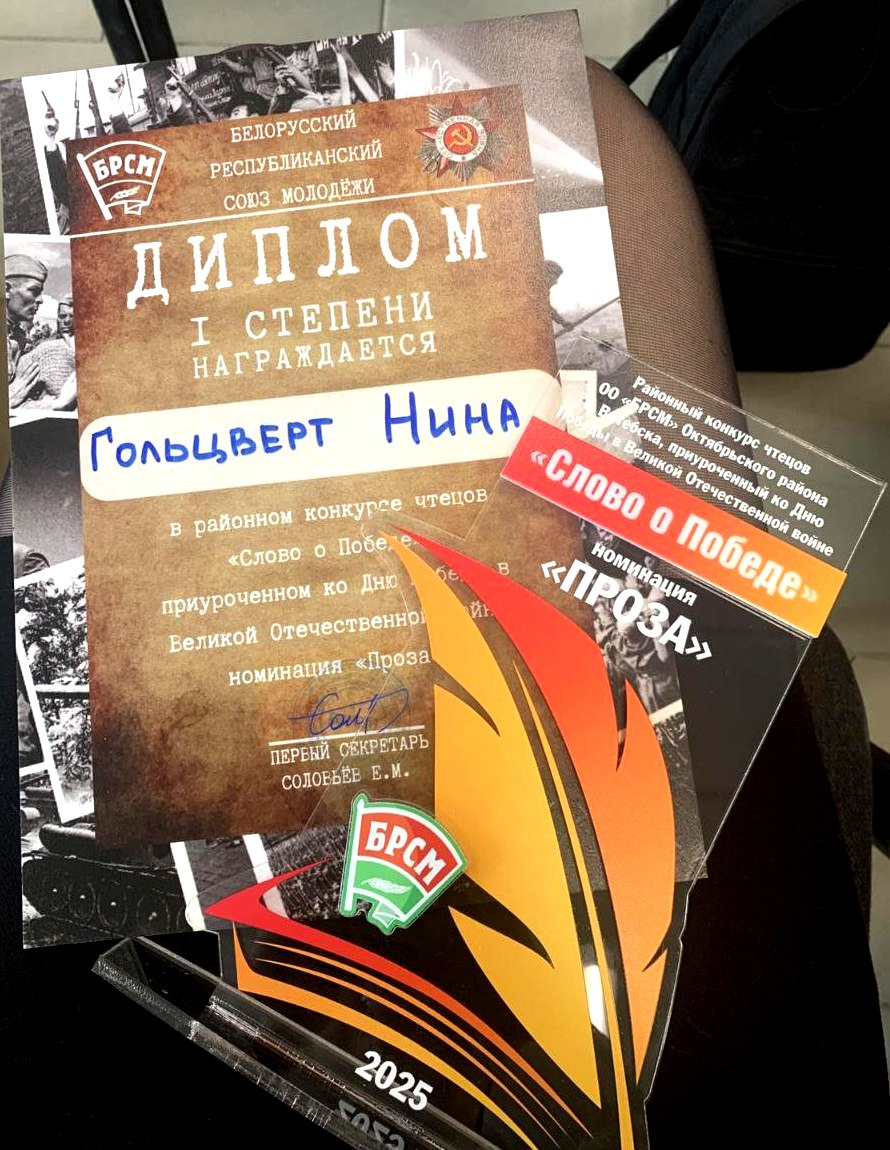 БРСМ
БЕЛОРУССКИЙ
РЕСПУБЛИКАНСКИЙ
СОЮЗ МОЛОДЁЖИ
ДИПЛОМ
I СТЕПЕНИ
НАГРАЖДАЕТСЯ
Гольцверт Нина
в районном конкурсе чтецов
«Слово о Победе»
приуроченном ко Дню Победы в
Великой Отечественной
номинация «Проза
ПЕРВЫЙ СЕКРЕТАРЬ
СОЛОВЬЁВ Е.М.
Районный конкурс чтецов
ОО «БРСМ» Октябрьского района
Витебска, приуроченный ко Дню
Победы в Великой Отечественной войне
«Слово о Победе»
номинация
«ПРОЗА»
БРСМ
2025